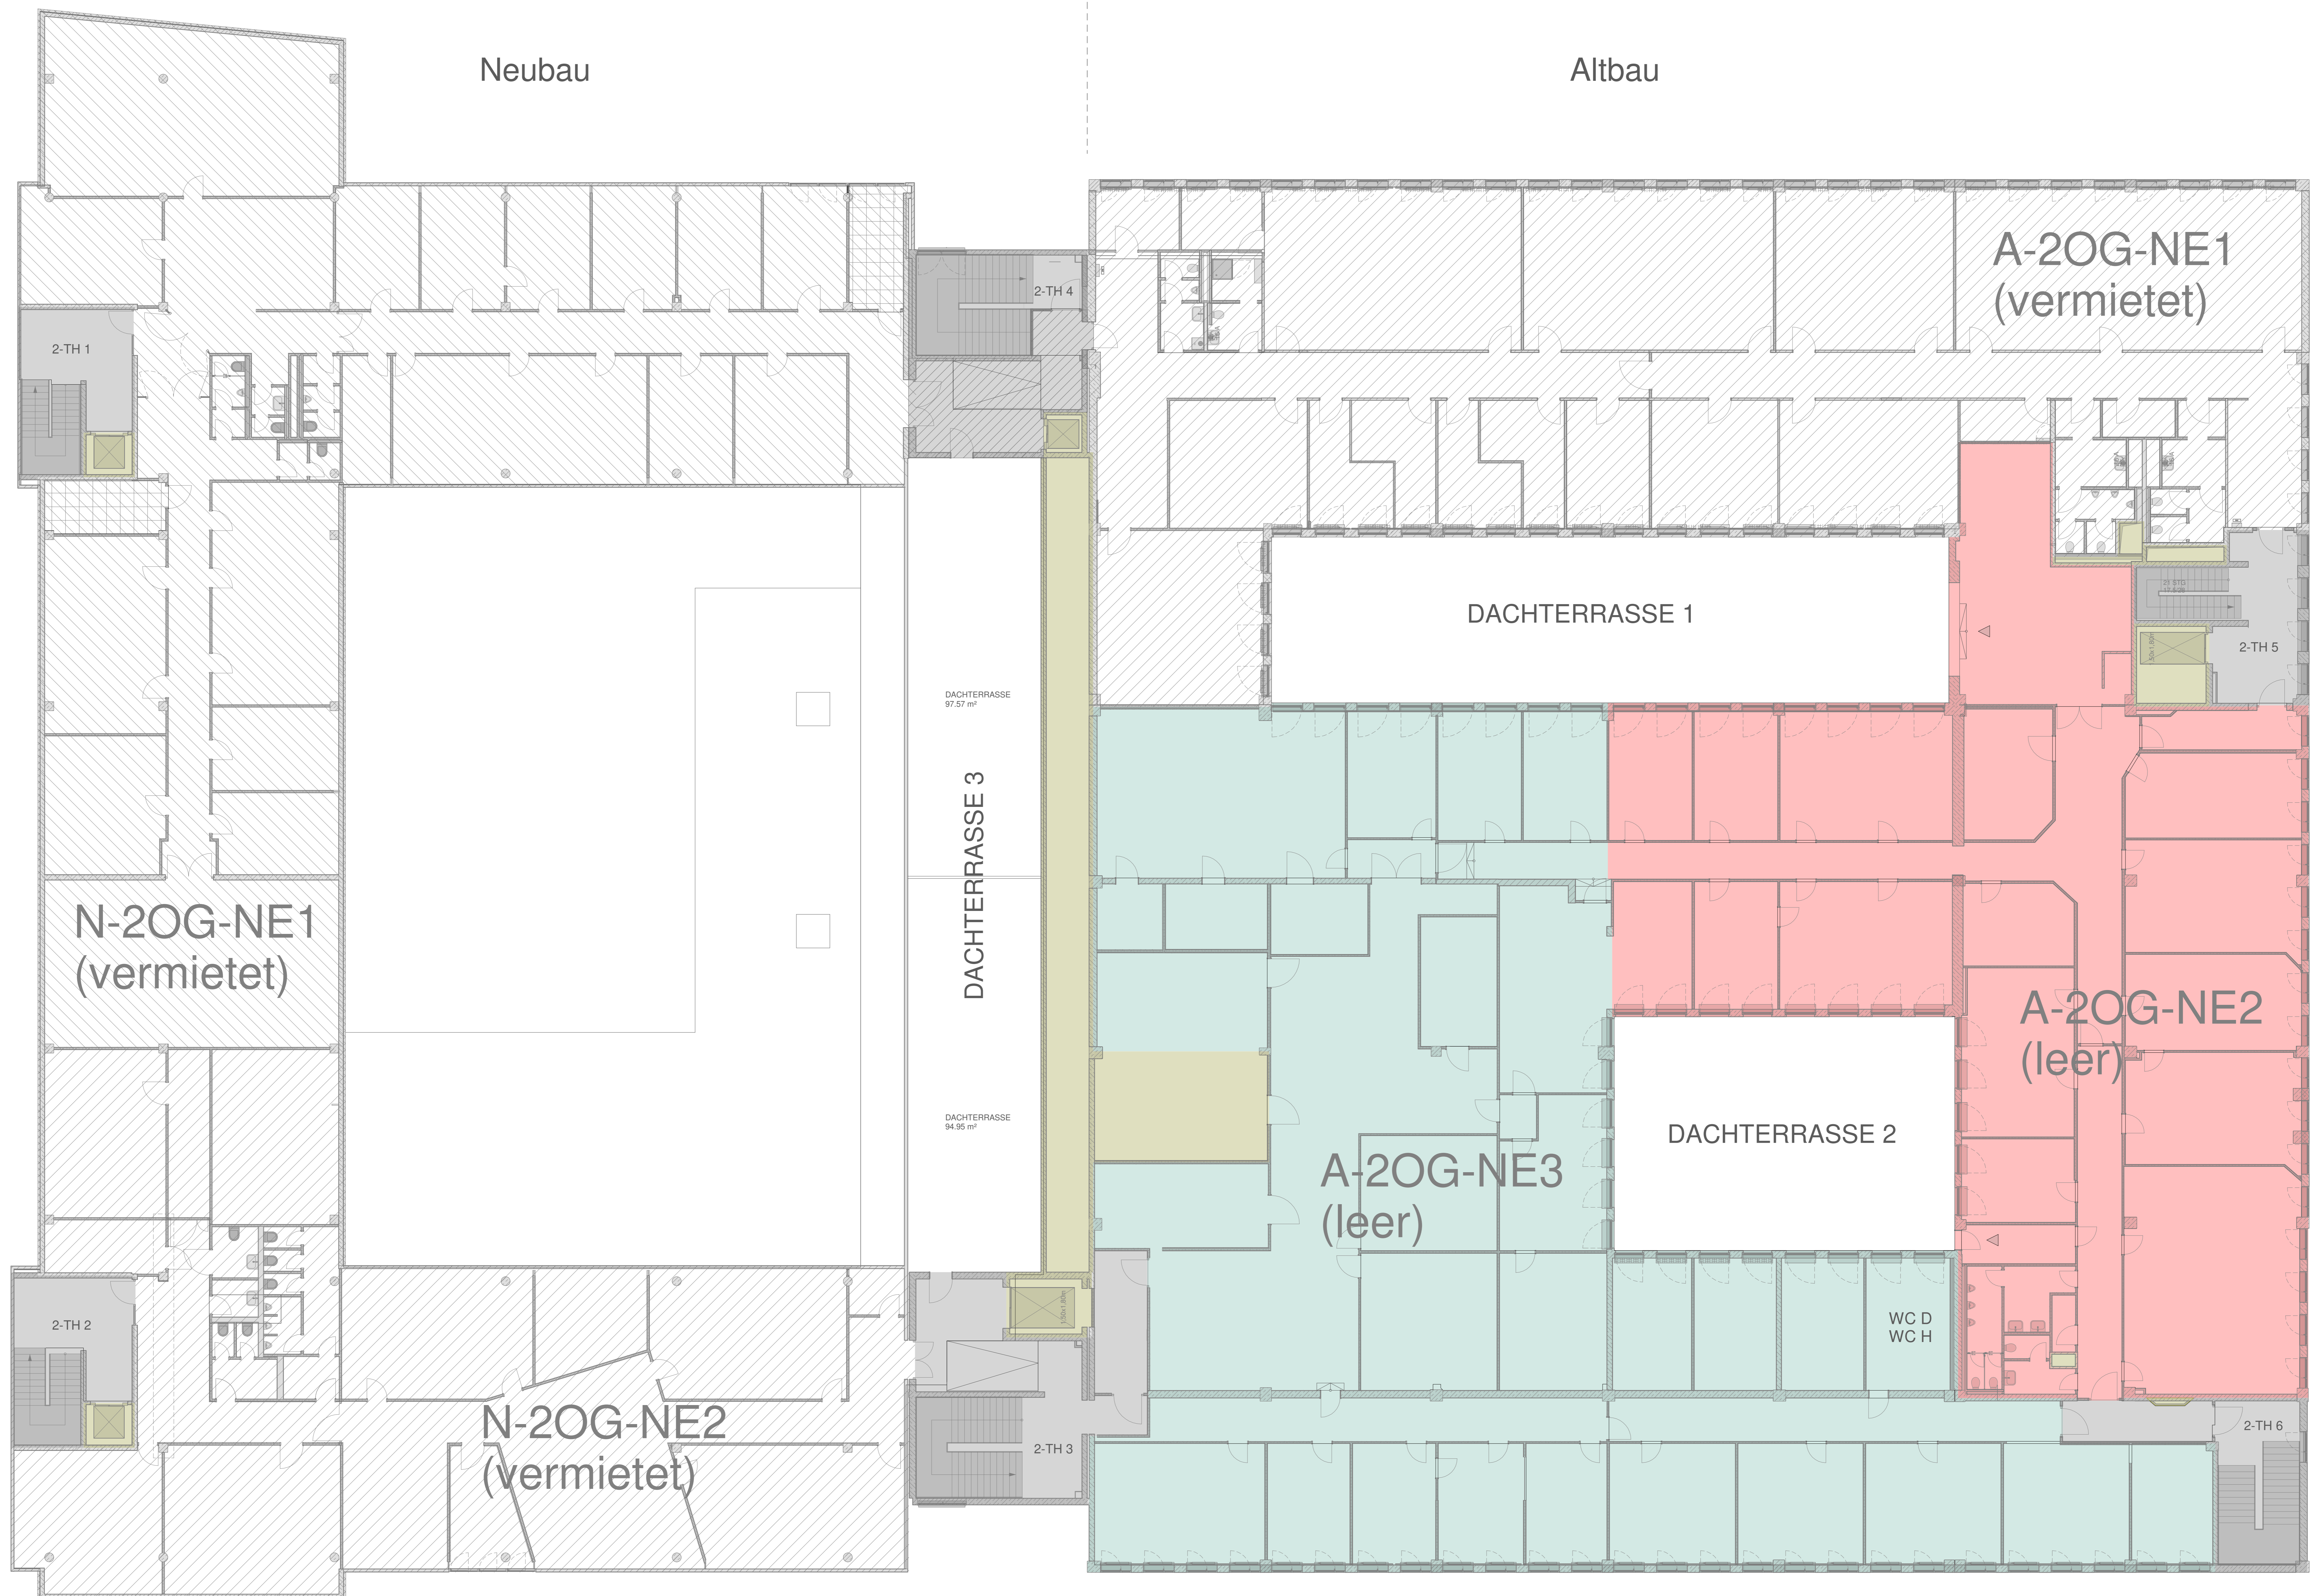 Neubau
Altbau
A-2OG-NE1
(vermietet)
2-TH 4
2-TH 1
21 STG
DACHTERRASSE 1
2-TH 5
DACHTERRASSE
97.57 m²
DACHTERRASSE 3
N-2OG-NE1
(vermietet)
A-2OG-NE2
(leer)
DACHTERRASSE
94.95 m²
DACHTERRASSE 2
A-2OG-NE3
(leer)
2-TH 2
WC D
WC H
N-2OG-NE2
(vermietet)
2-TH 3
2-TH 6